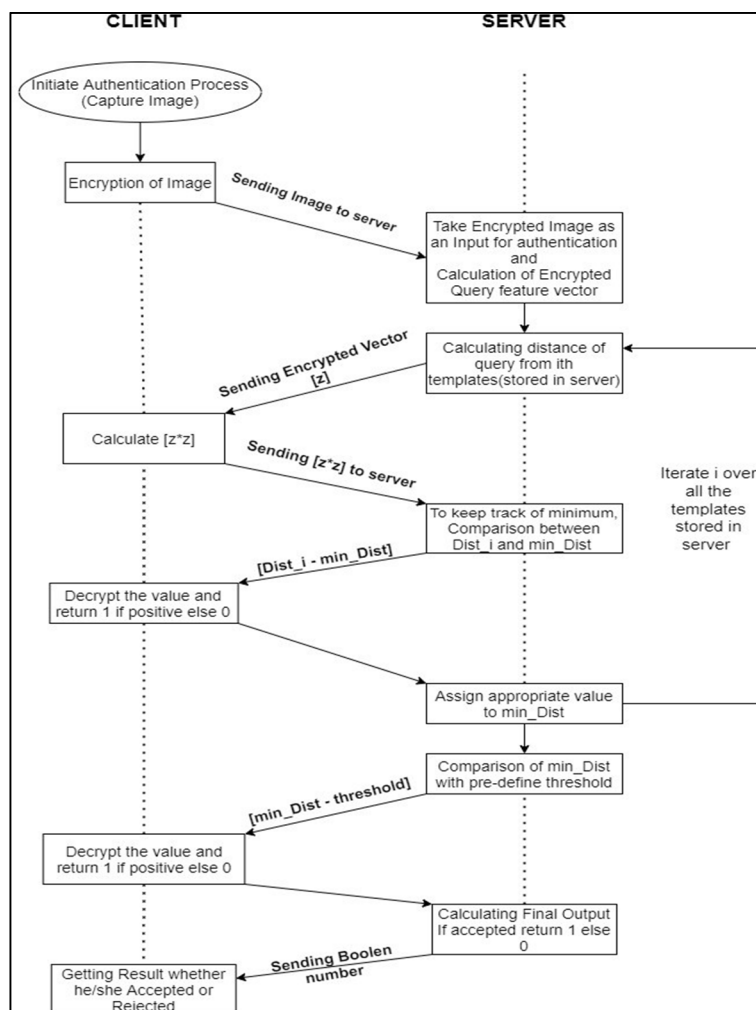 CLIENT
SERVER
Initiate Authentication Process
(Capture Image)
Encryption of Image
Sending Image to server
Take Encrypted Image as
an Input for authentication
and
Calculation of Encrypted
Query feature vector
Calculating distance of
query from ith
templates(stored in server)
Sending Encrypted Vector
[z]
Calculate [z*z]
Sending [z*z] to server
Iterate i over
all the
templates
stored in
server
To keep track of minimum,
Comparison between
Dist_i and min_Dist
[Dist_i - min_Dist]
Decrypt the value and
return 1 if positive else 0
Assign appropriate value
to min_Dist
Comparison of min_Dist
with pre-define threshold
[min_Dist - threshold]
Decrypt the value and
return 1 if positive else 0
Calculating Final Output
If accepted return 1 else
0
Sending Boolen
number
Getting Result whether
he/she Accepted or
Rejected